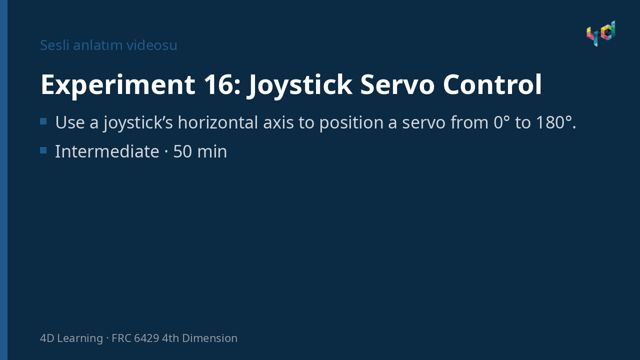 Sesli anlatım videosu
Experiment 16: Joystick Servo Control
Use a joystick’s horizontal axis to position a servo from 0° to 180°.
Intermediate · 50 min
4D Learning · FRC 6429 4th Dimension
4d